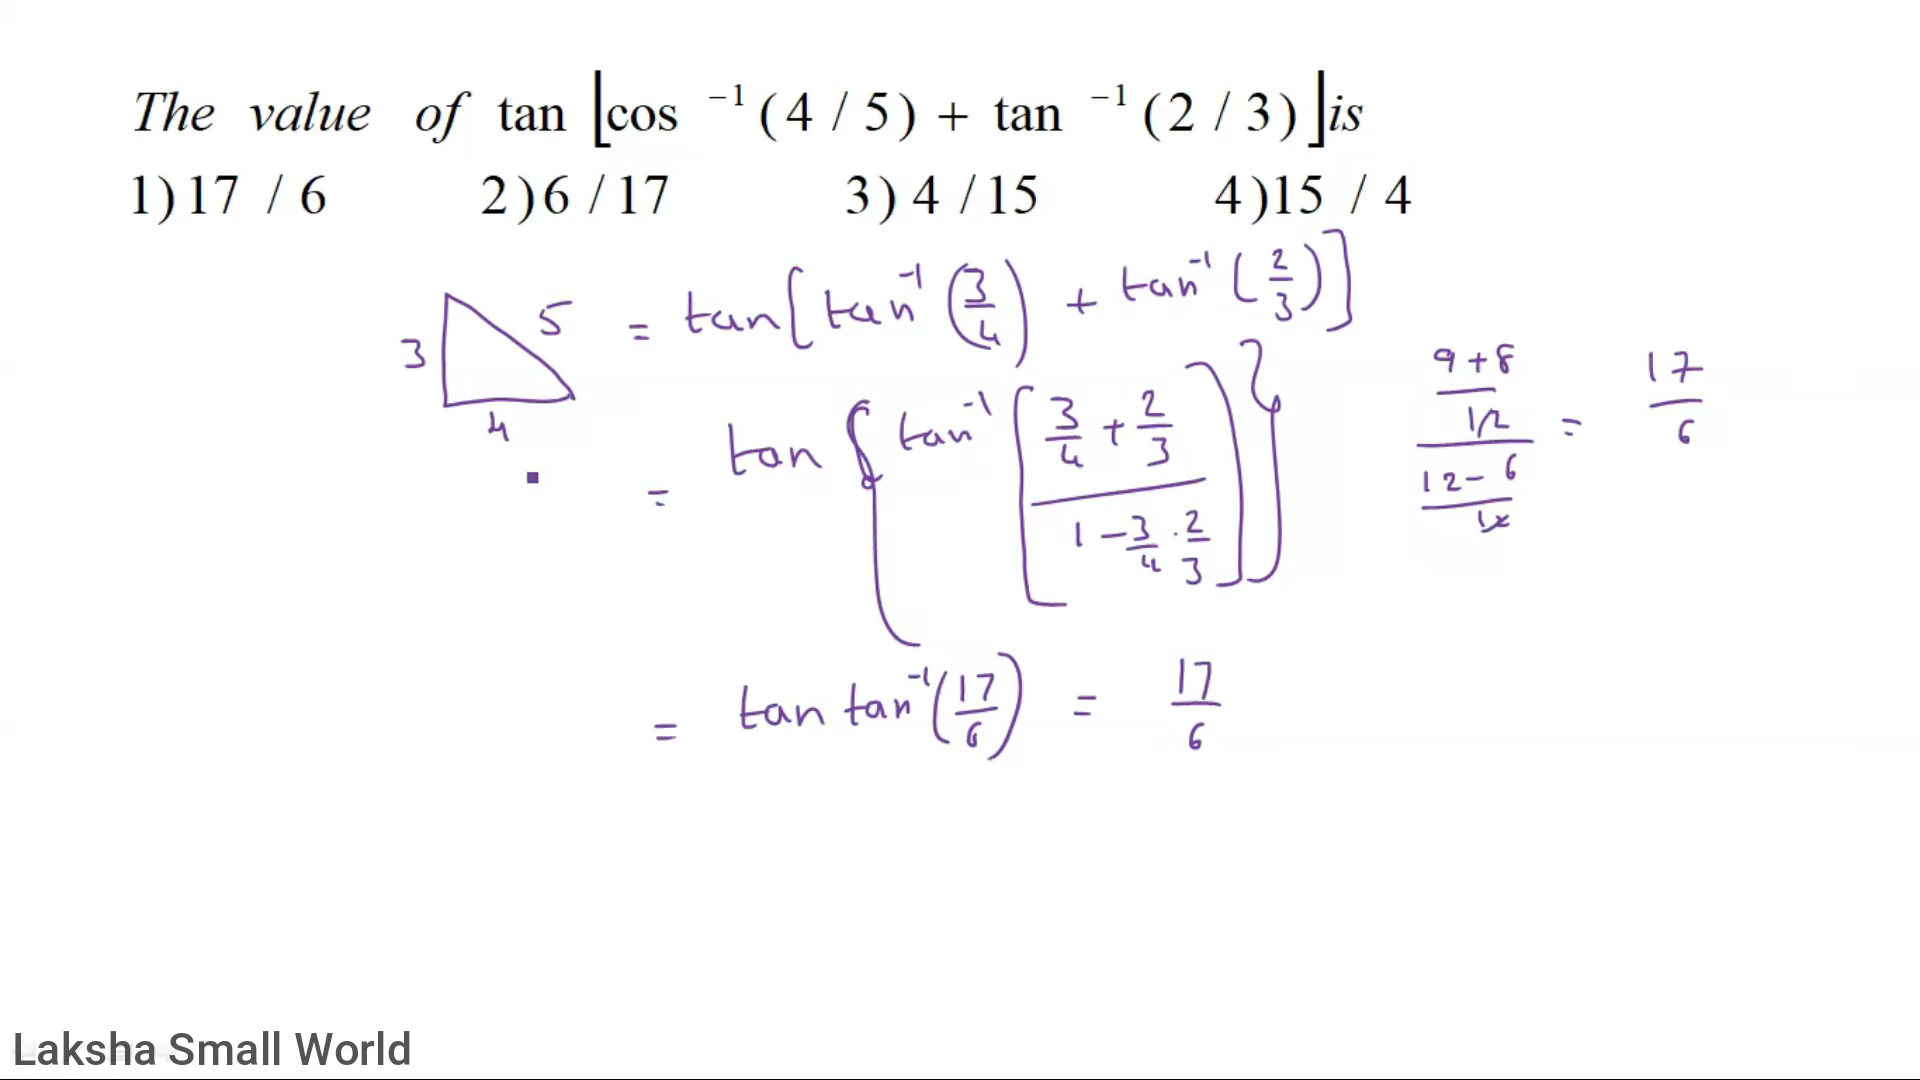 The value of tan ⌊cos ⁻¹ (4 / 5) + tan ⁻¹ (2 / 3)⌋is
1)17 / 6 2)6 / 17 3) 4 / 15 4)15 / 4
3 5 4
= tan[tan⁻¹(3/4) + tan⁻¹(2/3)]
= tan{tan⁻¹[(3/4 + 2/3)/(1 - 3/4 · 2/3)]}
((9+8)/12)/((12-6)/12) = 17/6
= tan tan⁻¹(17/6) = 17/6
Laksha Small World